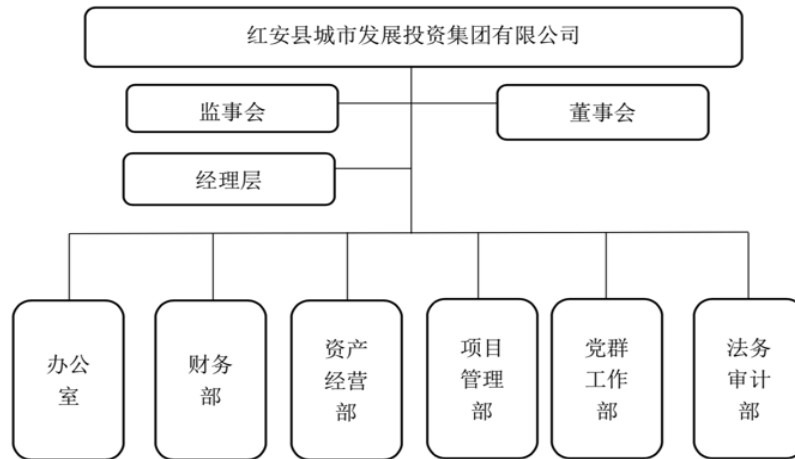 红安县城市发展投资集团有限公司
监事会
董事会
经理层
办公
室
财务
部
资产
经营
部
项目
管理
部
党群
工作
部
法务
审计
部